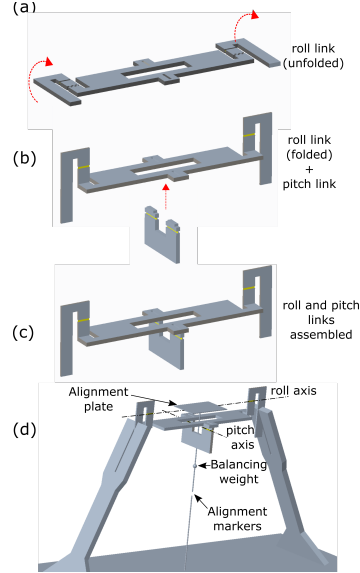 (a)
roll link
(unfolded)
(b)
roll link
(folded)
+
pitch link
(c)
roll and pitch
links
assembled
(d)
Alignment
plate
roll axis
pitch
axis
Balancing
weight
Alignment
markers